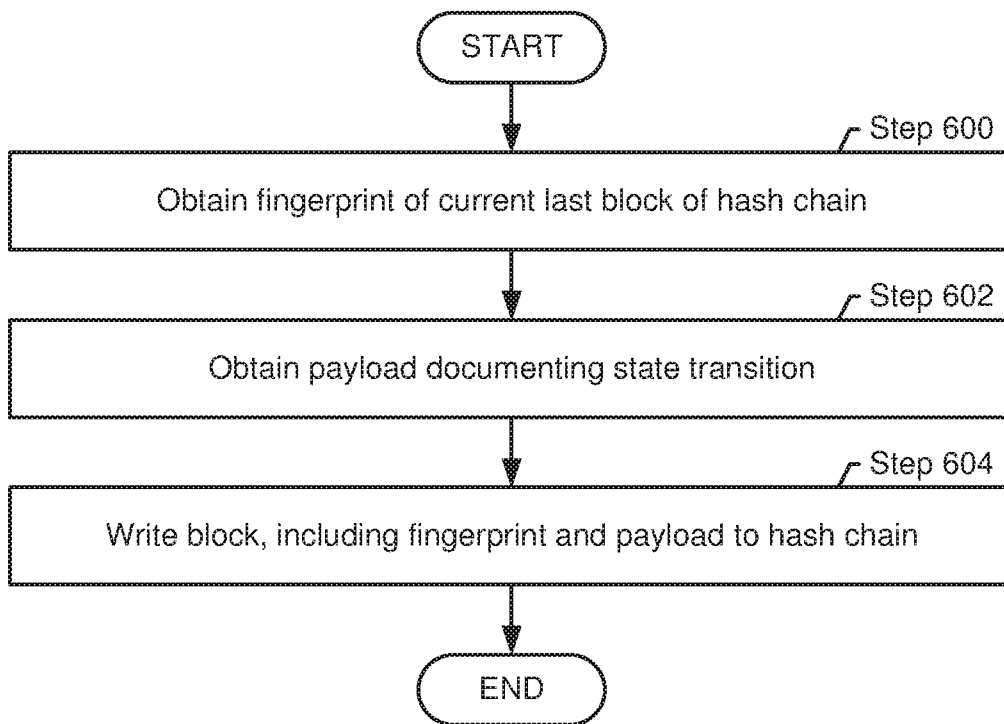 START
Step 600
Obtain fingerprint of current last block of hash chain
Step 602
Obtain payload documenting state transition
Step 604
Write block, including fingerprint and payload to hash chain
END